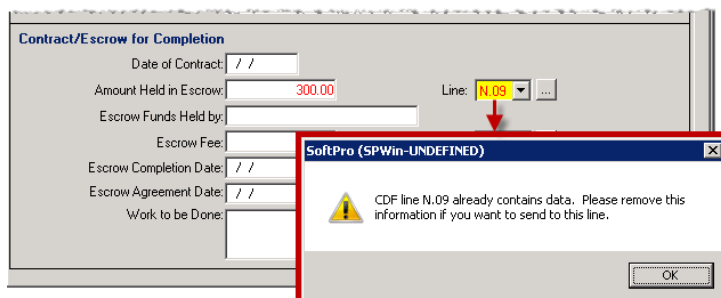 Contract/Escrow for Completion
Date of Contract: / /
Amount Held in Escrow: 300.00 Line: N.09 ...
Escrow Funds Held by:
Escrow Fee:
SoftPro (SPWin-UNDEFINED)
Escrow Completion Date: / /
Escrow Agreement Date: / /
CDF line N.09 already contains data. Please remove this
information if you want to send to this line.
Work to be Done:
OK